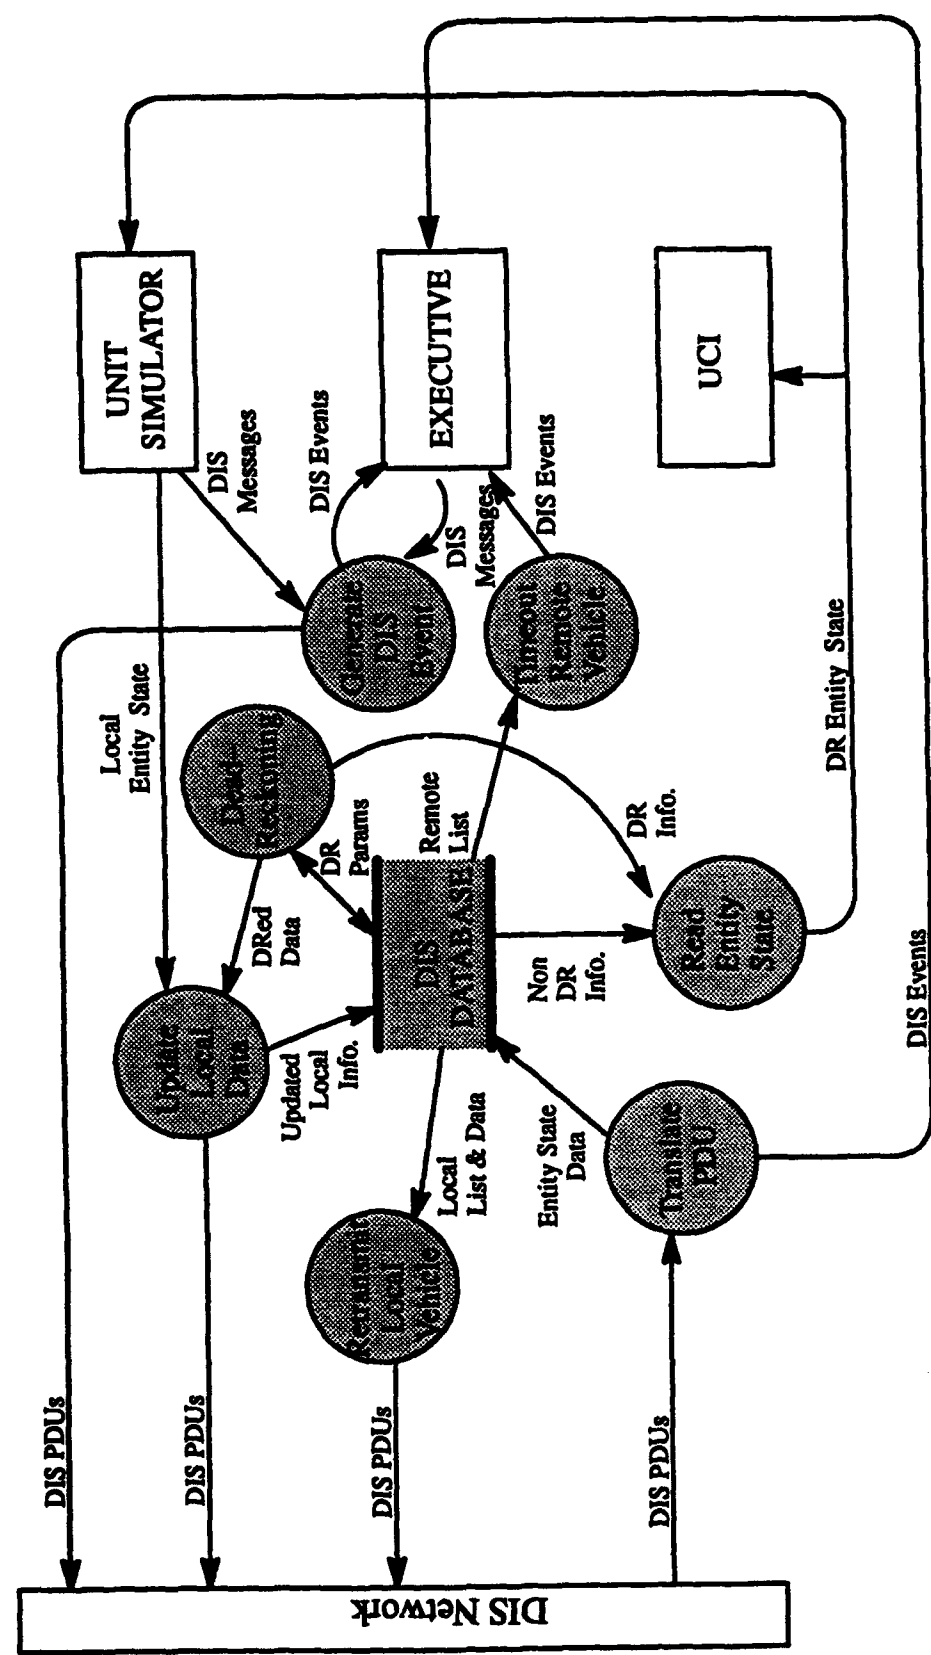 DIS Network
DIS PDUs
DIS PDUs
DIS PDUs
DIS PDUs
Retransmit
Local
Vehicle
Translate
PDU
Update
Local
Data
Updated
Local
Info.
Local
List & Data
Entity State
Data
DIS
DATABASE
Non
DR
Info.
Read
Entity
State
DIS Events
DRed
Data
DR
Params
Remote
List
DR
Info.
Dead-
Reckoning
Local
Entity State
DR Entity State
Generate
DIS
Event
Timeout
Remote
Vehicle
DIS
Messages
DIS Events
DIS
Messages
DIS Events
UNIT
SIMULATOR
EXECUTIVE
UCI